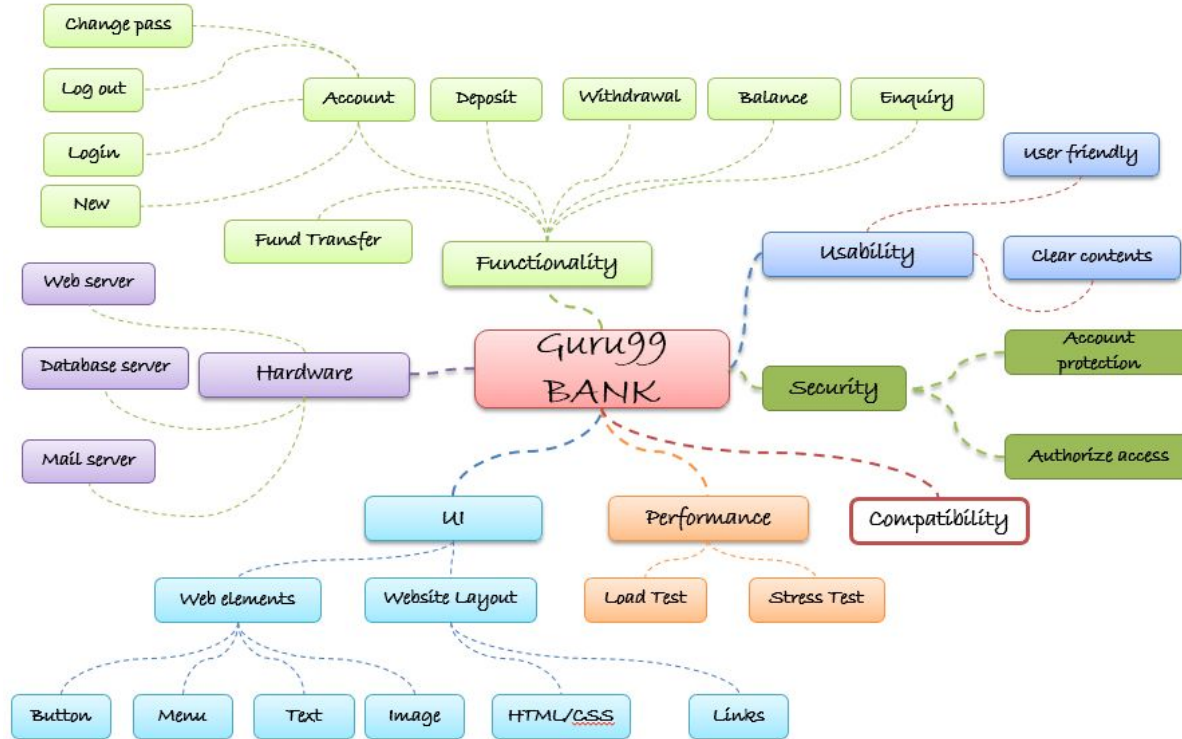 Change pass
Log out
Account
Deposit
Withdrawal
Balance
Enquiry
Login
User friendly
New
Fund Transfer
Functionality
Usability
Clear contents
Web server
Guru99
BANK
Database server
Hardware
Security
Account
protection
Mail server
Authorize access
UI
Performance
Compatibility
Web elements
Website Layout
Load Test
Stress Test
Button
Menu
Text
Image
HTML/CSS
Links